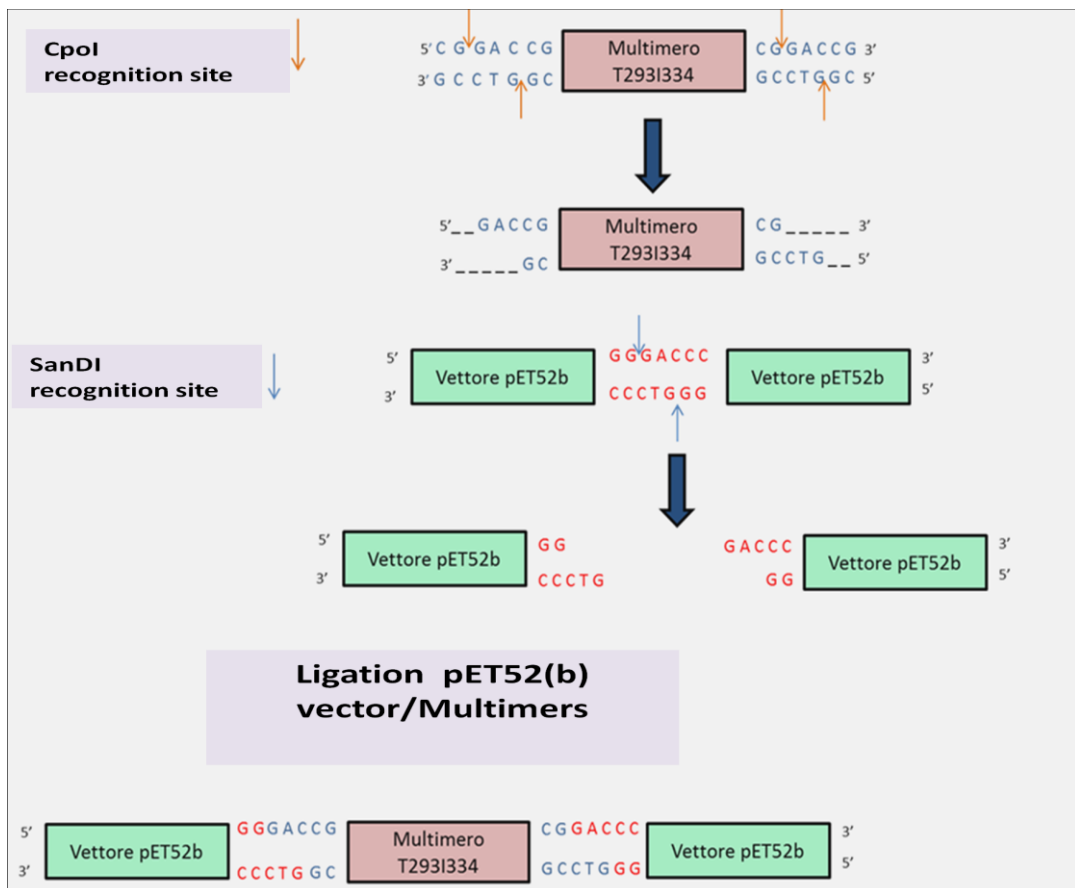 CpoI
recognition site
5' C G G A C C G Multimero C G G A C C G 3'
3' G C C T G G C T293I334 G C C T G G C 5'
5' _ _ G A C C G Multimero C G _ _ _ _ _ 3'
3' _ _ _ _ _ G C T293I334 G C C T G _ _ 5'
SanDI
recognition site
5' G G G A C C C 3'
Vettore pET52b Vettore pET52b
3' C C C T G G G 5'
5' G G G A C C C 3'
Vettore pET52b Vettore pET52b
3' C C C T G G G 5'
Ligation pET52(b)
vector/Multimers
5' G G G A C C G Multimero C G G A C C C 3'
Vettore pET52b Vettore pET52b
3' C C C T G G C T293I334 G C C T G G G 5'